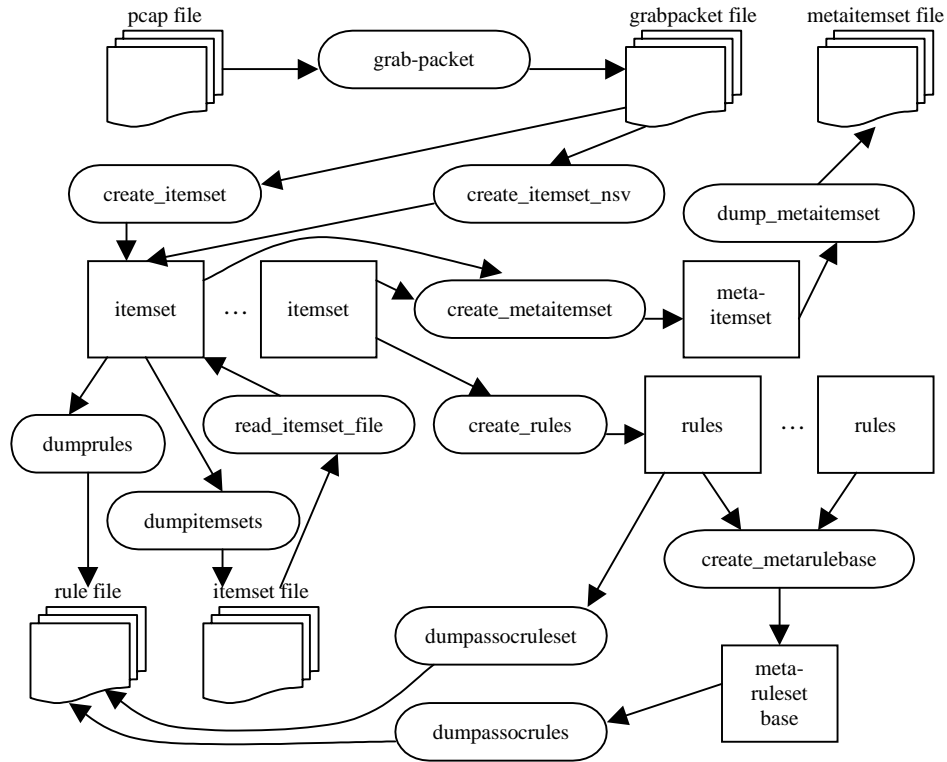 pcap file
grabpacket file
metaitemset file
grab-packet
create_itemset
create_itemset_nsv
dump_metaitemset
itemset
…
itemset
create_metaitemset
meta-
itemset
dumprules
read_itemset_file
create_rules
rules
…
rules
dumpitemsets
create_metarulebase
rule file
itemset file
dumpassocruleset
meta-
ruleset
base
dumpassocrules